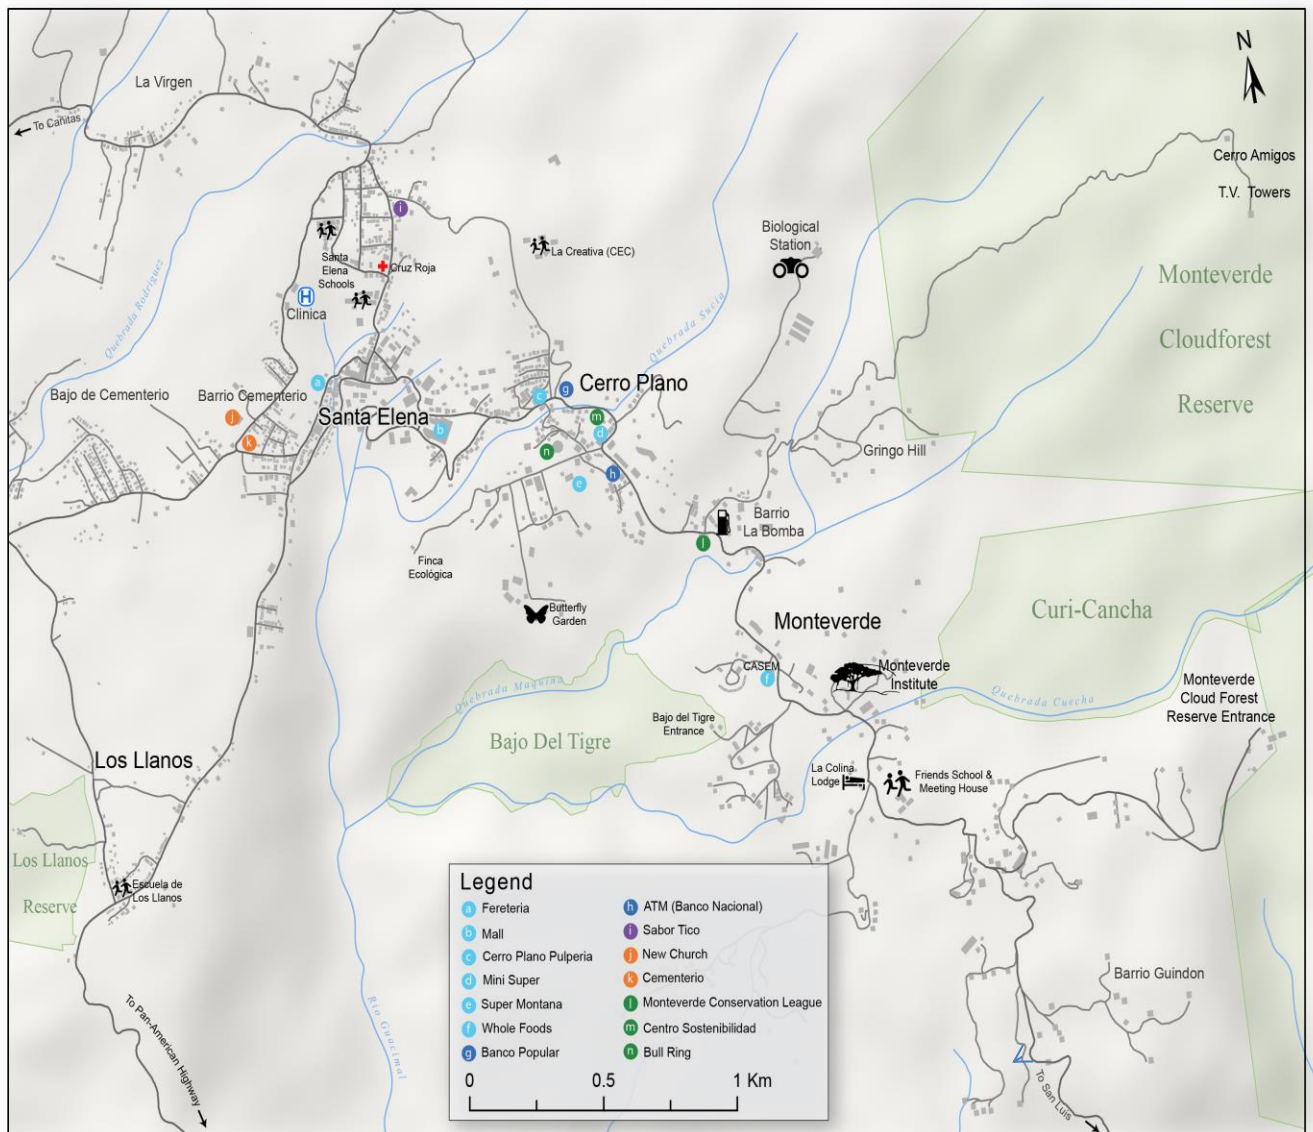 N
La Virgen
To Cañitas
Cerro Amigos
T.V. Towers
Biological
Station
i
Santa
Elena
Schools
La Creativa (CEC)
Cruz Roja
Monteverde
Cloudforest
Reserve
Quebrada Rodriguez
H
Clinica
Quebrada Sucia
a
g
Cerro Plano
c
Bajo de Cementerio
Barrio Cementerio
j
Santa Elena
m
d
b
k
n
Gringo Hill
h
e
Barrio
La Bomba
l
Finca
Ecológica
Butterfly
Garden
Curi-Cancha
Monteverde
CASEM
f
Monteverde
Institute
Quebrada Maquina
Quebrada Cuecha
Monteverde
Cloud Forest
Reserve Entrance
Bajo del Tigre
Entrance
Bajo Del Tigre
Los Llanos
La Colina
Lodge
Friends School &
Meeting House
Los Llanos
Reserve
Escuela de
Los Llanos
Legend
a Fereteria
b Mall
c Cerro Plano Pulperia
d Mini Super
e Super Montana
f Whole Foods
g Banco Popular
h ATM (Banco Nacional)
i Sabor Tico
j New Church
k Cementerio
l Monteverde Conservation League
m Centro Sostenibilidad
n Bull Ring
0 0.5 1 Km
Barrio Guindon
To Pan-American Highway
Rio Guacimal
To San Luis